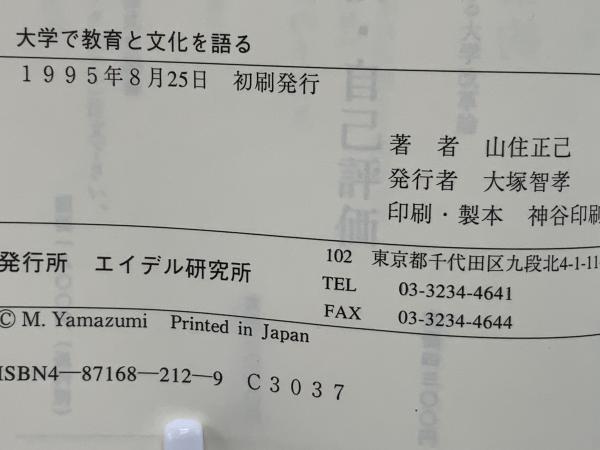 大学で教育と文化を語る
1995年8月25日　初刷発行
著　者　山住正己
発行者　大塚智孝
印刷・製本　神谷印刷
発行所　エイデル研究所
102　東京都千代田区九段北4-1-11
TEL　03-3234-4641
FAX　03-3234-4644
© M. Yamazumi　Printed in Japan
ISBN4—87168—212—9　C3037